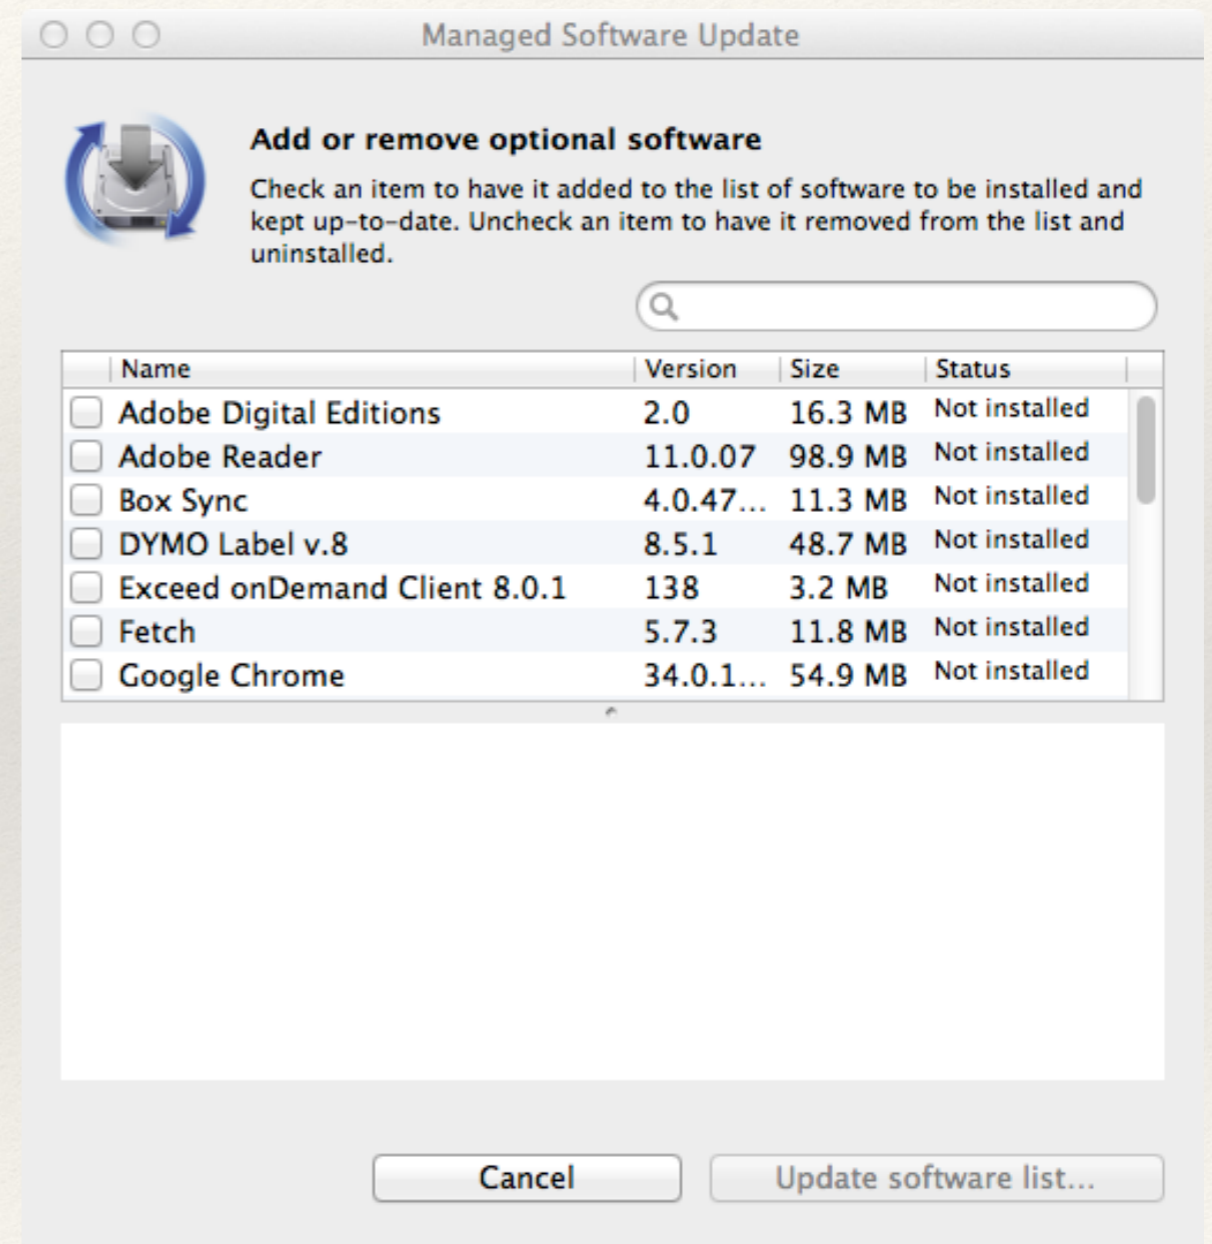 Managed Software Update
Add or remove optional software
Check an item to have it added to the list of software to be installed and
kept up-to-date. Uncheck an item to have it removed from the list and
uninstalled.
Name Version Size Status
Adobe Digital Editions 2.0 16.3 MB Not installed
Adobe Reader 11.0.07 98.9 MB Not installed
Box Sync 4.0.47... 11.3 MB Not installed
DYMO Label v.8 8.5.1 48.7 MB Not installed
Exceed onDemand Client 8.0.1 138 3.2 MB Not installed
Fetch 5.7.3 11.8 MB Not installed
Google Chrome 34.0.1... 54.9 MB Not installed
Cancel Update software list...